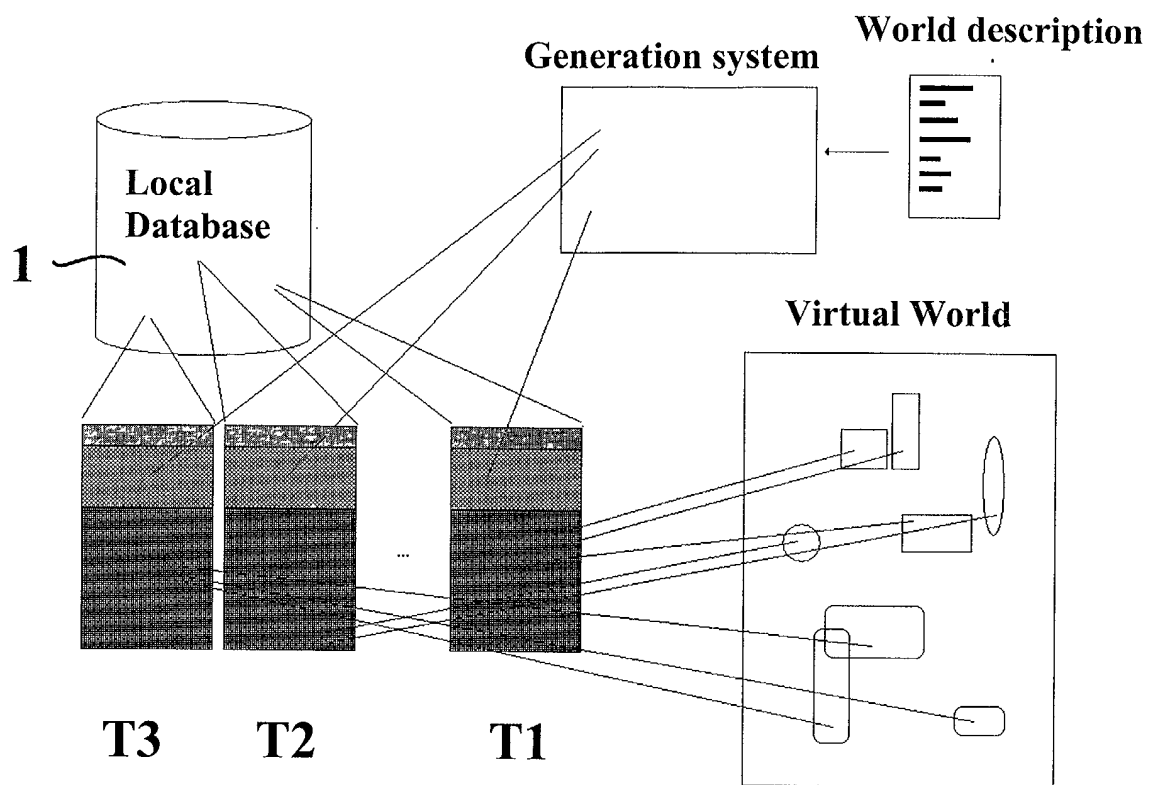 World description
Generation system
Local
Database
1
Virtual World
...
T3 T2 T1